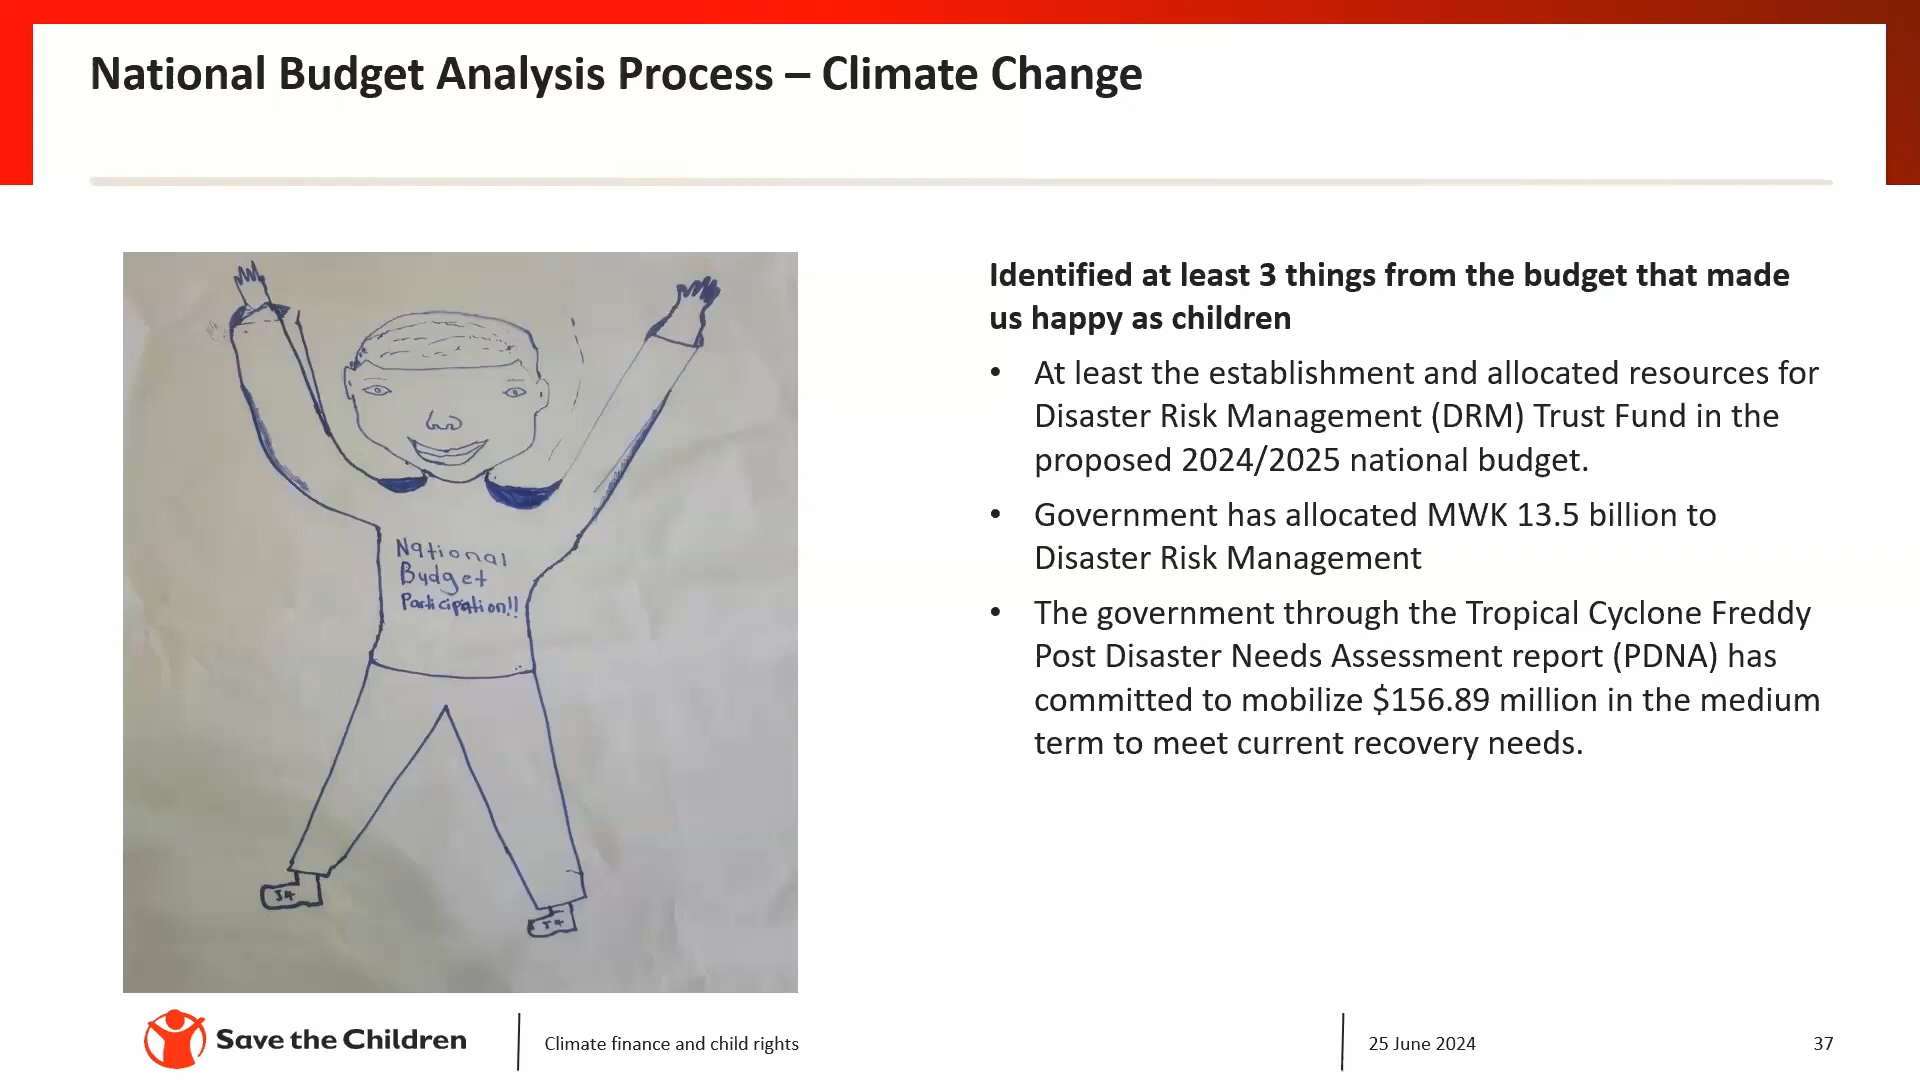 National Budget Analysis Process – Climate Change
National
Budget
Participation!!
Identified at least 3 things from the budget that made
us happy as children
• At least the establishment and allocated resources for
Disaster Risk Management (DRM) Trust Fund in the
proposed 2024/2025 national budget.
• Government has allocated MWK 13.5 billion to
Disaster Risk Management
• The government through the Tropical Cyclone Freddy
Post Disaster Needs Assessment report (PDNA) has
committed to mobilize $156.89 million in the medium
term to meet current recovery needs.
Save the Children
Climate finance and child rights
25 June 2024
37